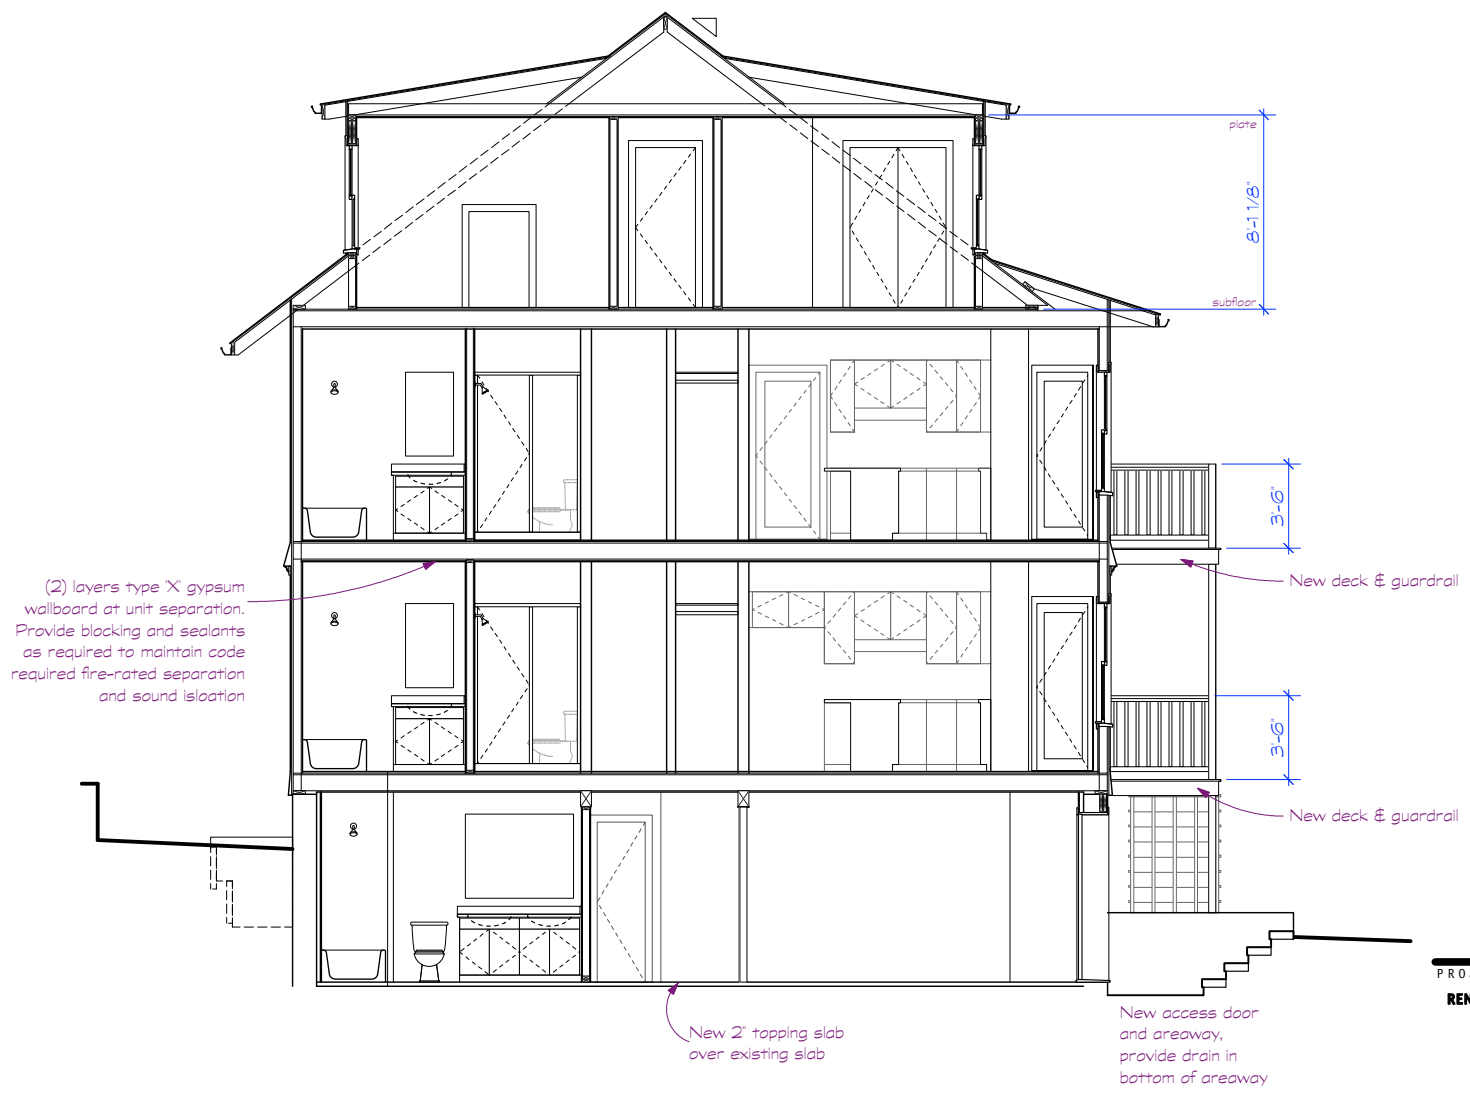 plate
8'-1 1/8"
subfloor
3'-6"
(2) layers type 'X' gypsum
wallboard at unit separation.
Provide blocking and sealants
as required to maintain code
required fire-rated separation
and sound isloation
New deck & guardrail
3'-6"
New deck & guardrail
New 2" topping slab
over existing slab
New access door
and areaway,
provide drain in
bottom of areaway
PRO
REN